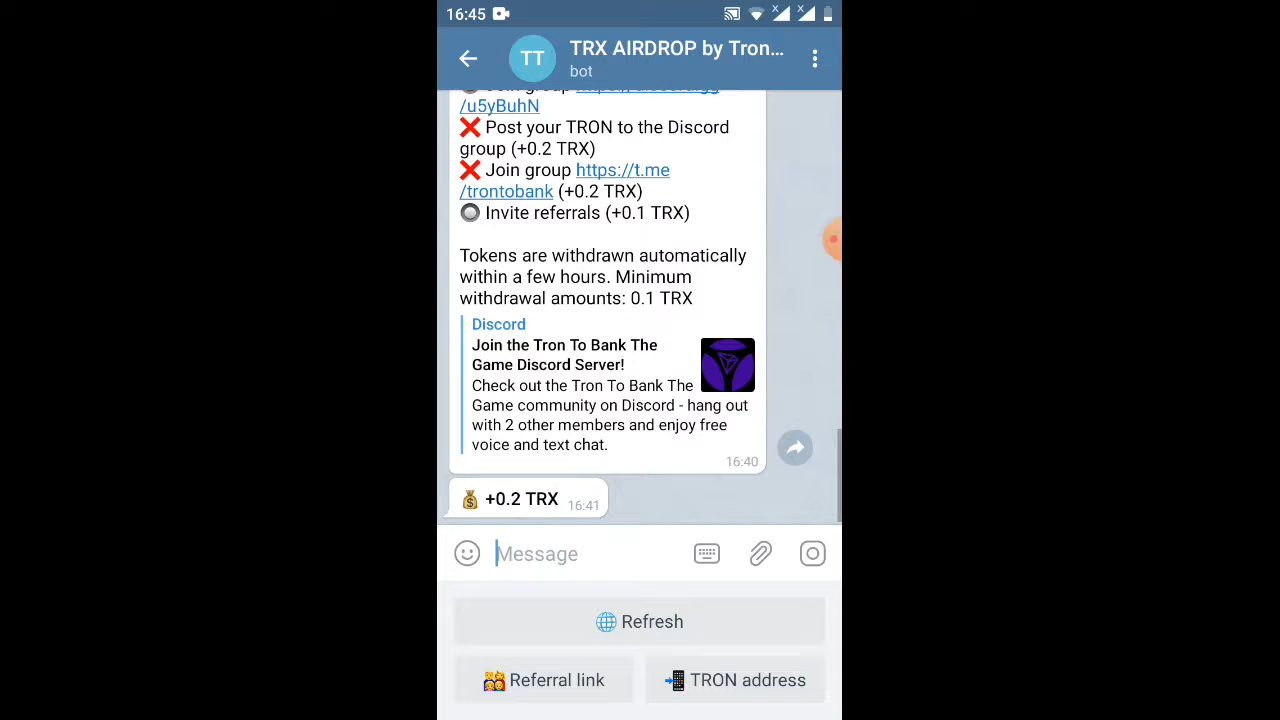 16:45
TT
TRX AIRDROP by Tron...
bot
Join group
/u5yBuhN
❌ Post your TRON to the Discord
group (+0.2 TRX)
❌ Join group https://t.me
/trontobank (+0.2 TRX)
🔘 Invite referrals (+0.1 TRX)
Tokens are withdrawn automatically
within a few hours. Minimum
withdrawal amounts: 0.1 TRX
Discord
Join the Tron To Bank The
Game Discord Server!
Check out the Tron To Bank The
Game community on Discord - hang out
with 2 other members and enjoy free
voice and text chat.
16:40
💰 +0.2 TRX 16:41
Message
🌐 Refresh
👨‍👩‍👧‍👦 Referral link
📲 TRON address